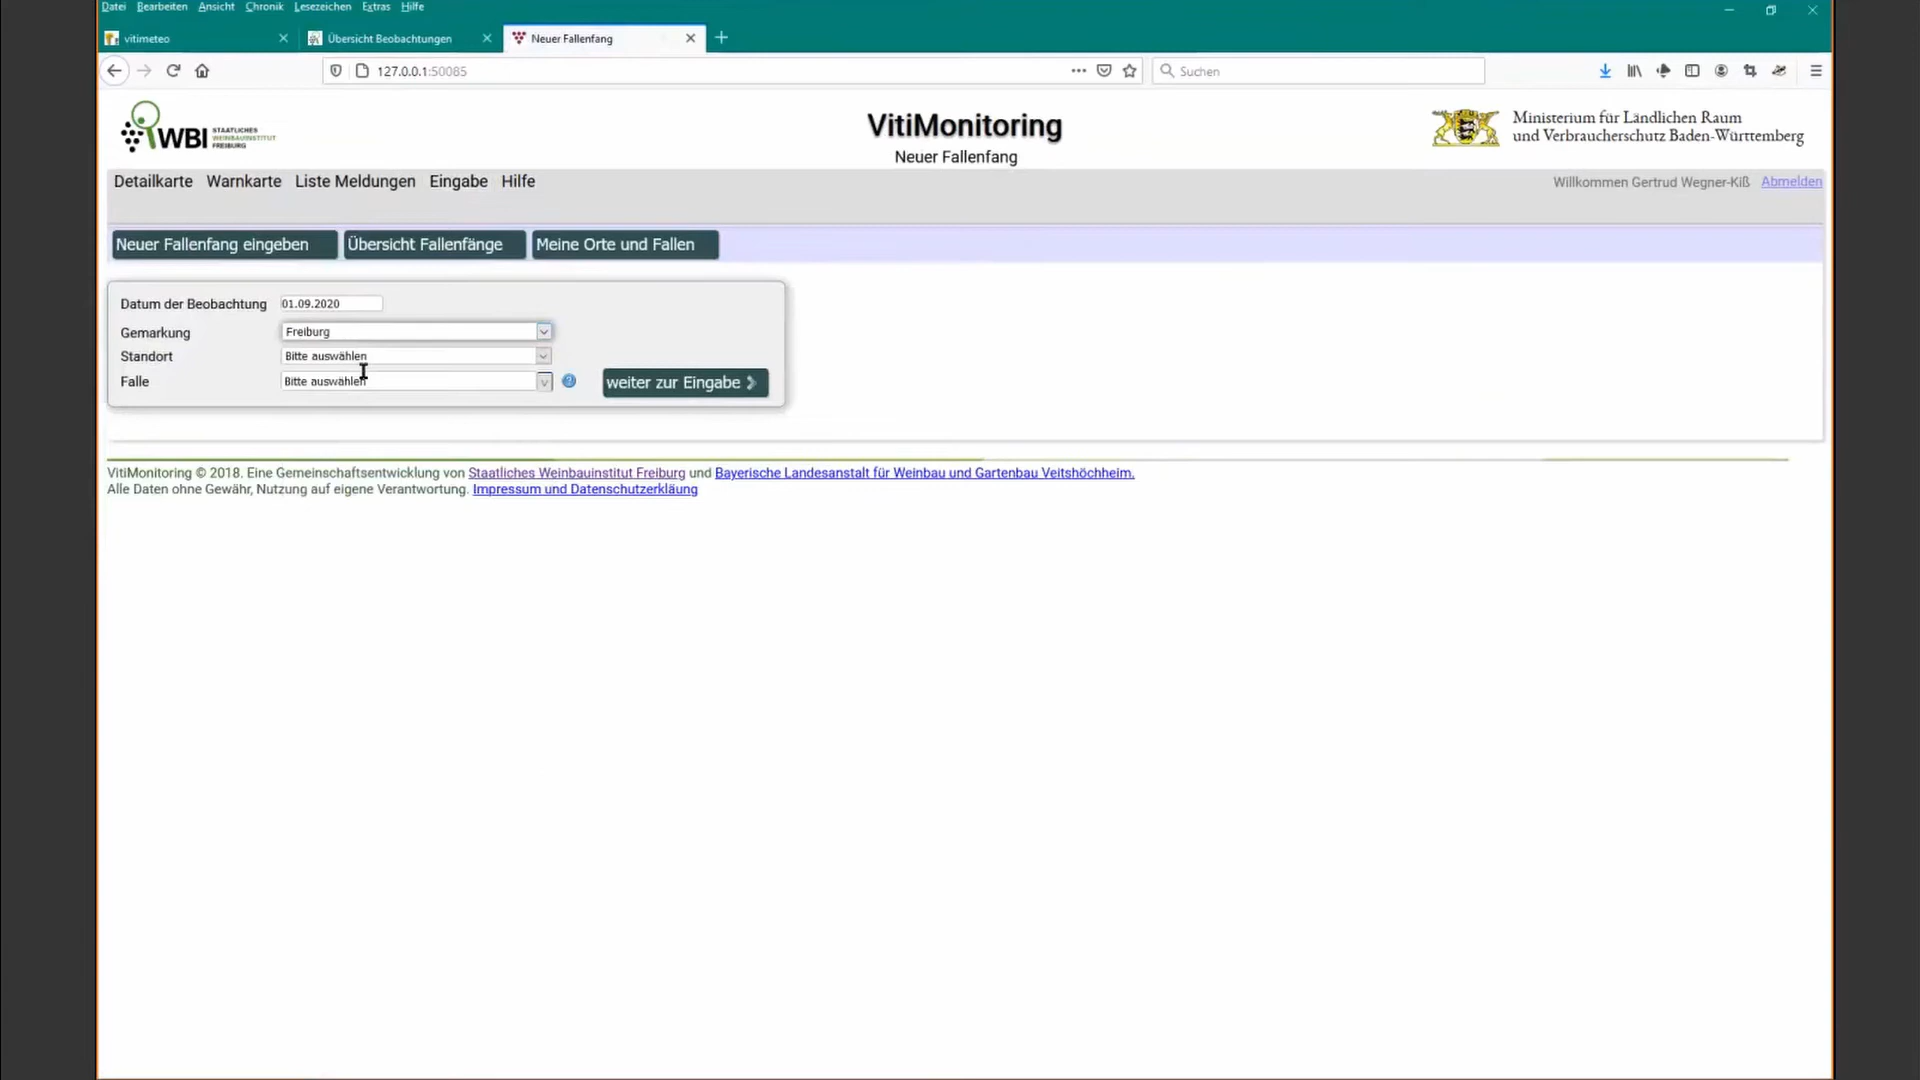 Datei Bearbeiten Ansicht Chronik Lesezeichen Extras Hilfe
vitimeteo Übersicht Beobachtungen Neuer Fallenfang
127.0.0.1:50085 Suchen
WBI STAATLICHES
WEINBAUINSTITUT
FREIBURG
VitiMonitoring
Neuer Fallenfang
Ministerium für Ländlichen Raum
und Verbraucherschutz Baden-Württemberg
Detailkarte Warnkarte Liste Meldungen Eingabe Hilfe
Willkommen Gertrud Wegner-Kiß Abmelden
Neuer Fallenfang eingeben Übersicht Fallenfänge Meine Orte und Fallen
Datum der Beobachtung 01.09.2020
Gemarkung Freiburg
Standort Bitte auswählen
Falle Bitte auswählen weiter zur Eingabe
VitiMonitoring © 2018. Eine Gemeinschaftsentwicklung von Staatliches Weinbauinstitut Freiburg und Bayerische Landesanstalt für Weinbau und Gartenbau Veitshöchheim.
Alle Daten ohne Gewähr, Nutzung auf eigene Verantwortung. Impressum und Datenschutzerkläung